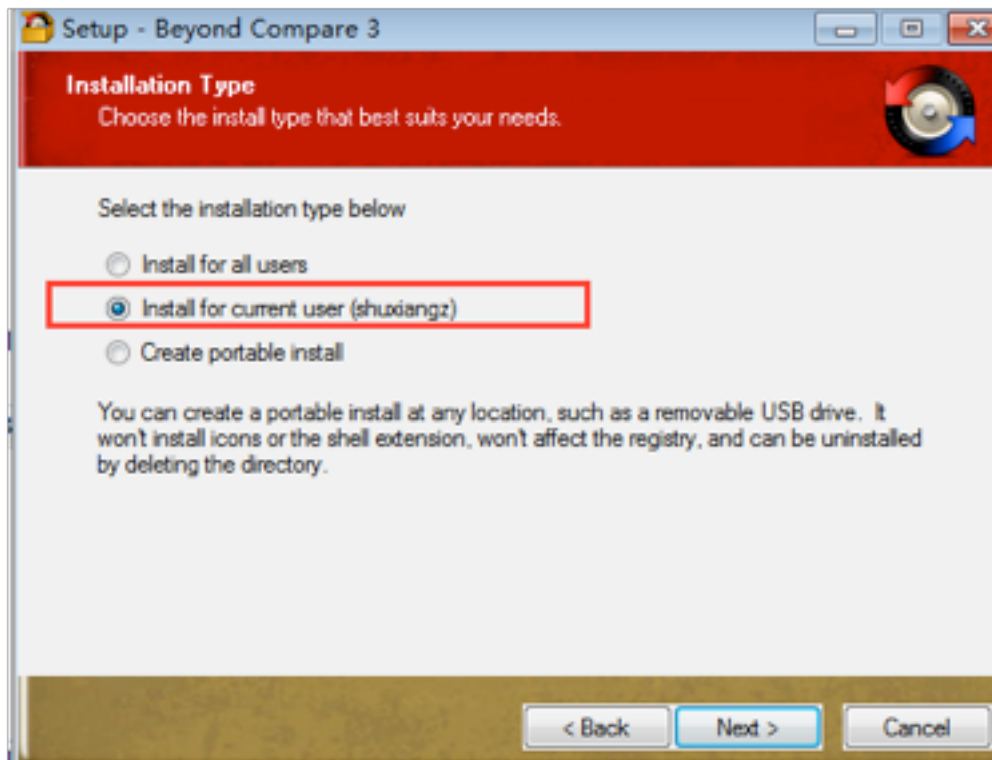 Setup - Beyond Compare 3
Installation Type
Choose the install type that best suits your needs.
Select the installation type below
Install for all users
Install for current user (shuxiangz)
Create portable install
You can create a portable install at any location, such as a removable USB drive. It
won't install icons or the shell extension, won't affect the registry, and can be uninstalled
by deleting the directory.
< Back Next > Cancel